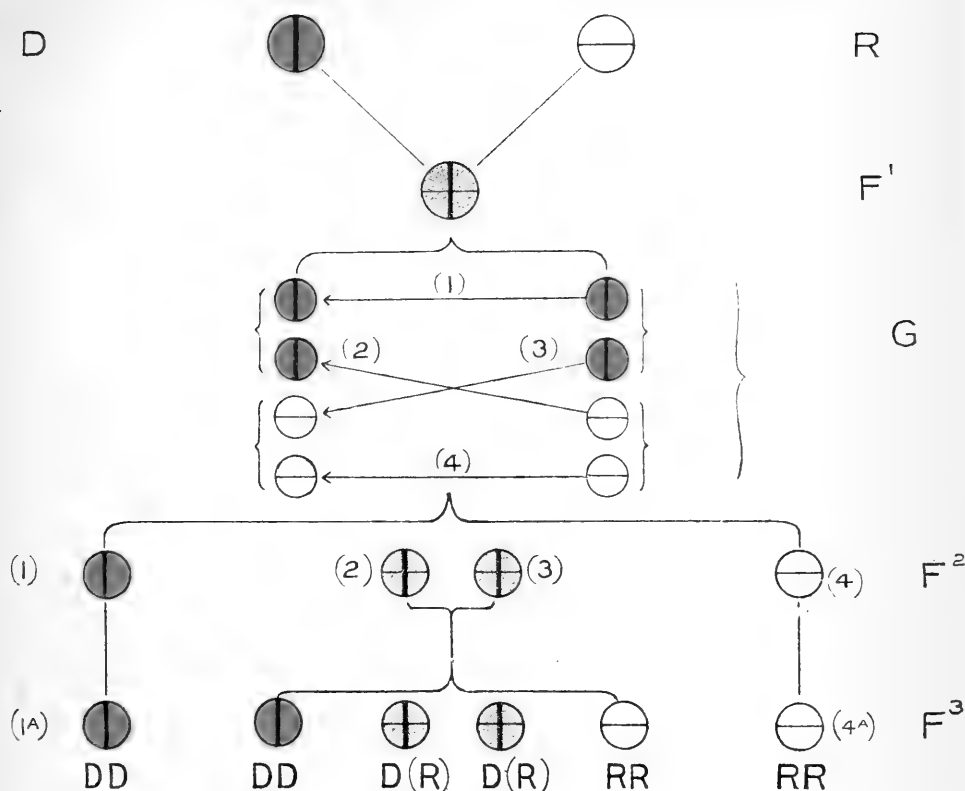 D R
F¹
(1)
G
(2) (3)
(4)
(1) (2) (3) (4) F²
(1A) (4A) F³
DD DD D(R) D(R) RR RR